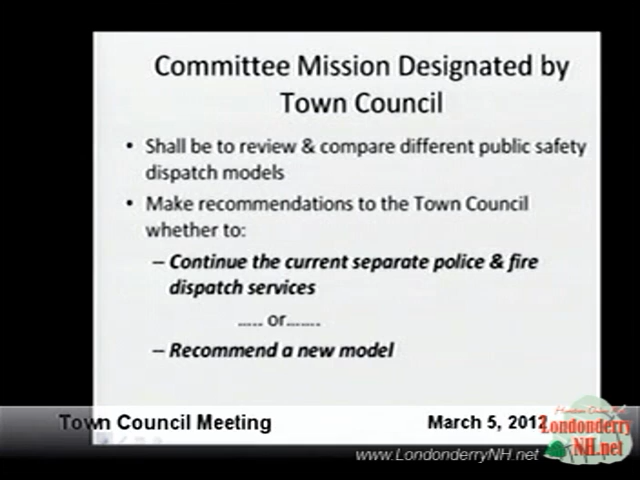 Committee Mission Designated by
Town Council
• Shall be to review & compare different public safety
dispatch models
• Make recommendations to the Town Council
whether to:
– Continue the current separate police & fire
dispatch services
..... or.......
– Recommend a new model
Town Council Meeting
March 5, 2012
Londonderry
NH.net
www.LondonderryNH.net